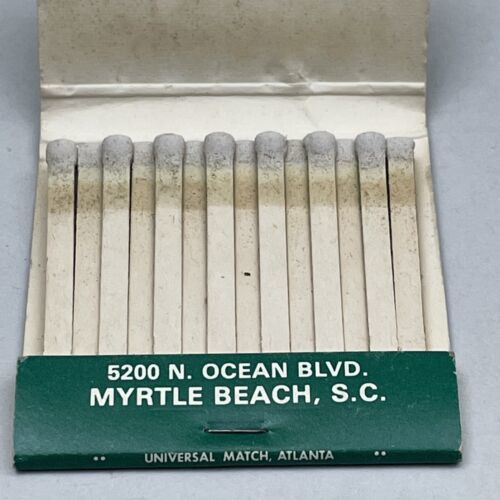 5200 N. OCEAN BLVD.
MYRTLE BEACH, S.C.
UNIVERSAL MATCH, ATLANTA